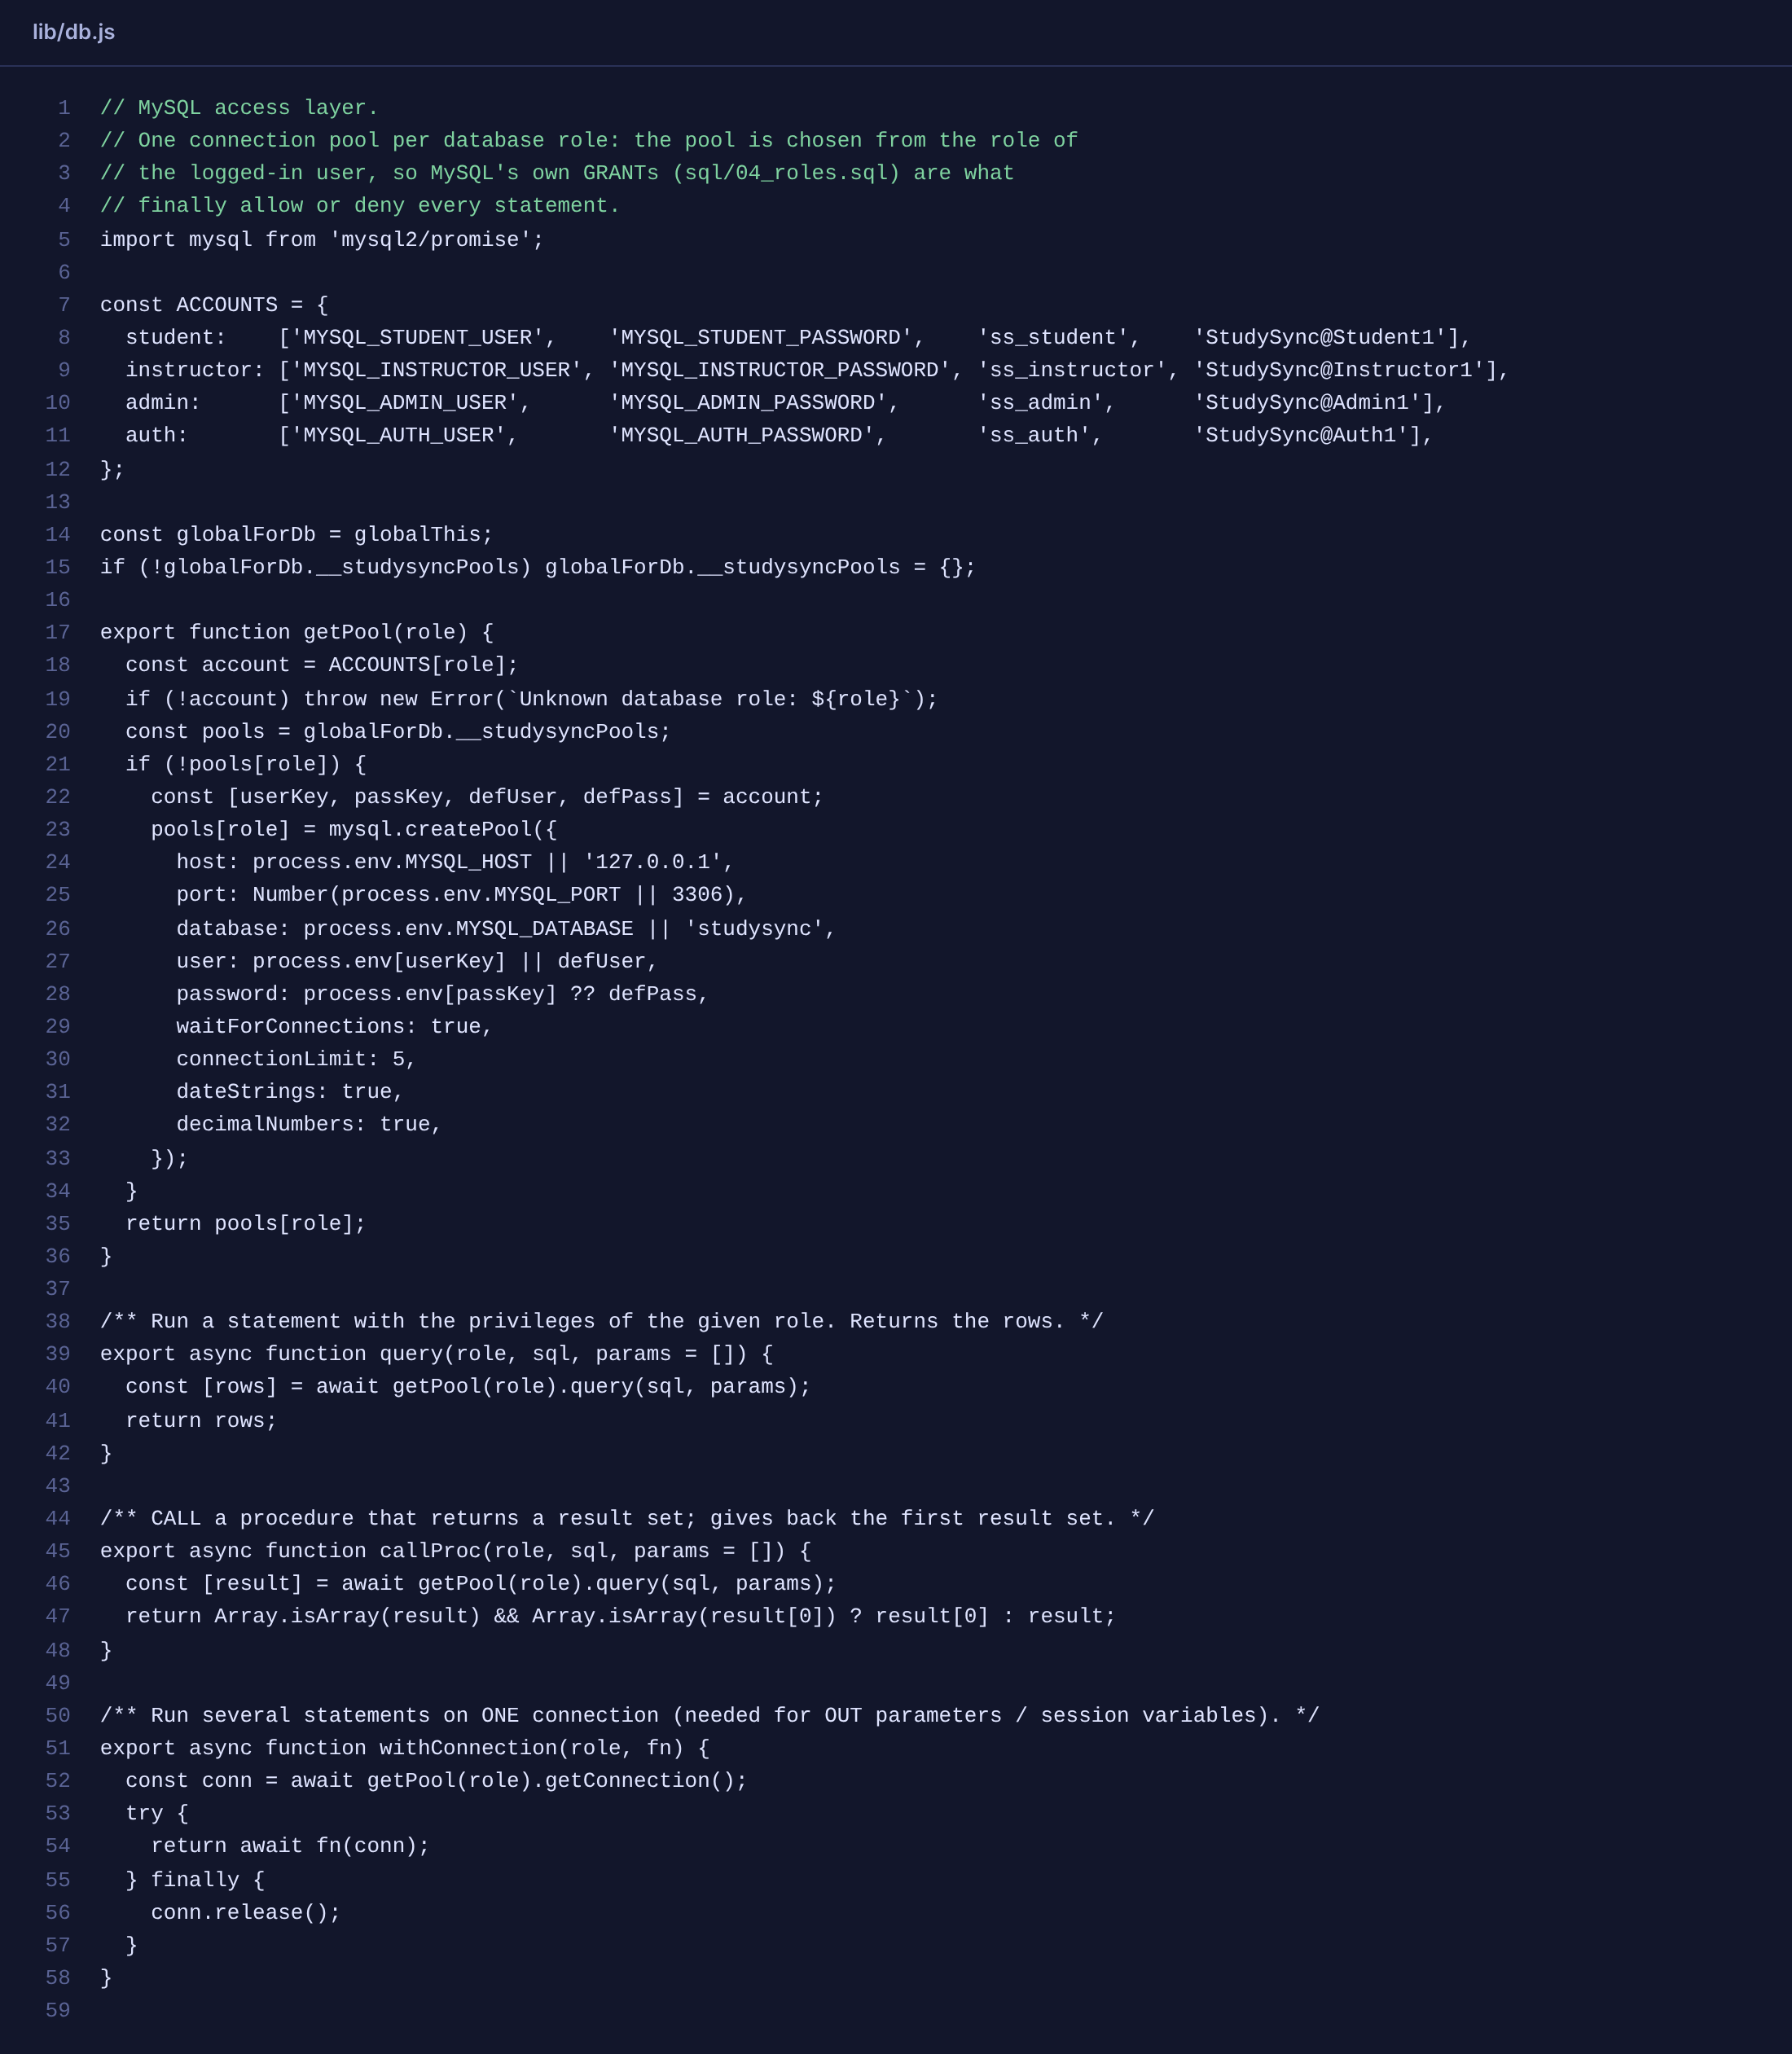 lib/db.js
1 // MySQL access layer.
2 // One connection pool per database role: the pool is chosen from the role of
3 // the logged-in user, so MySQL's own GRANTs (sql/04_roles.sql) are what
4 // finally allow or deny every statement.
5 import mysql from 'mysql2/promise';
6
7 const ACCOUNTS = {
8   student:    ['MYSQL_STUDENT_USER',    'MYSQL_STUDENT_PASSWORD',    'ss_student',    'StudySync@Student1'],
9   instructor: ['MYSQL_INSTRUCTOR_USER', 'MYSQL_INSTRUCTOR_PASSWORD', 'ss_instructor', 'StudySync@Instructor1'],
10   admin:      ['MYSQL_ADMIN_USER',      'MYSQL_ADMIN_PASSWORD',      'ss_admin',      'StudySync@Admin1'],
11   auth:       ['MYSQL_AUTH_USER',       'MYSQL_AUTH_PASSWORD',       'ss_auth',       'StudySync@Auth1'],
12 };
13
14 const globalForDb = globalThis;
15 if (!globalForDb.__studysyncPools) globalForDb.__studysyncPools = {};
16
17 export function getPool(role) {
18   const account = ACCOUNTS[role];
19   if (!account) throw new Error(`Unknown database role: ${role}`);
20   const pools = globalForDb.__studysyncPools;
21   if (!pools[role]) {
22     const [userKey, passKey, defUser, defPass] = account;
23     pools[role] = mysql.createPool({
24       host: process.env.MYSQL_HOST || '127.0.0.1',
25       port: Number(process.env.MYSQL_PORT || 3306),
26       database: process.env.MYSQL_DATABASE || 'studysync',
27       user: process.env[userKey] || defUser,
28       password: process.env[passKey] ?? defPass,
29       waitForConnections: true,
30       connectionLimit: 5,
31       dateStrings: true,
32       decimalNumbers: true,
33     });
34   }
35   return pools[role];
36 }
37
38 /** Run a statement with the privileges of the given role. Returns the rows. */
39 export async function query(role, sql, params = []) {
40   const [rows] = await getPool(role).query(sql, params);
41   return rows;
42 }
43
44 /** CALL a procedure that returns a result set; gives back the first result set. */
45 export async function callProc(role, sql, params = []) {
46   const [result] = await getPool(role).query(sql, params);
47   return Array.isArray(result) && Array.isArray(result[0]) ? result[0] : result;
48 }
49
50 /** Run several statements on ONE connection (needed for OUT parameters / session variables). */
51 export async function withConnection(role, fn) {
52   const conn = await getPool(role).getConnection();
53   try {
54     return await fn(conn);
55   } finally {
56     conn.release();
57   }
58 }
59